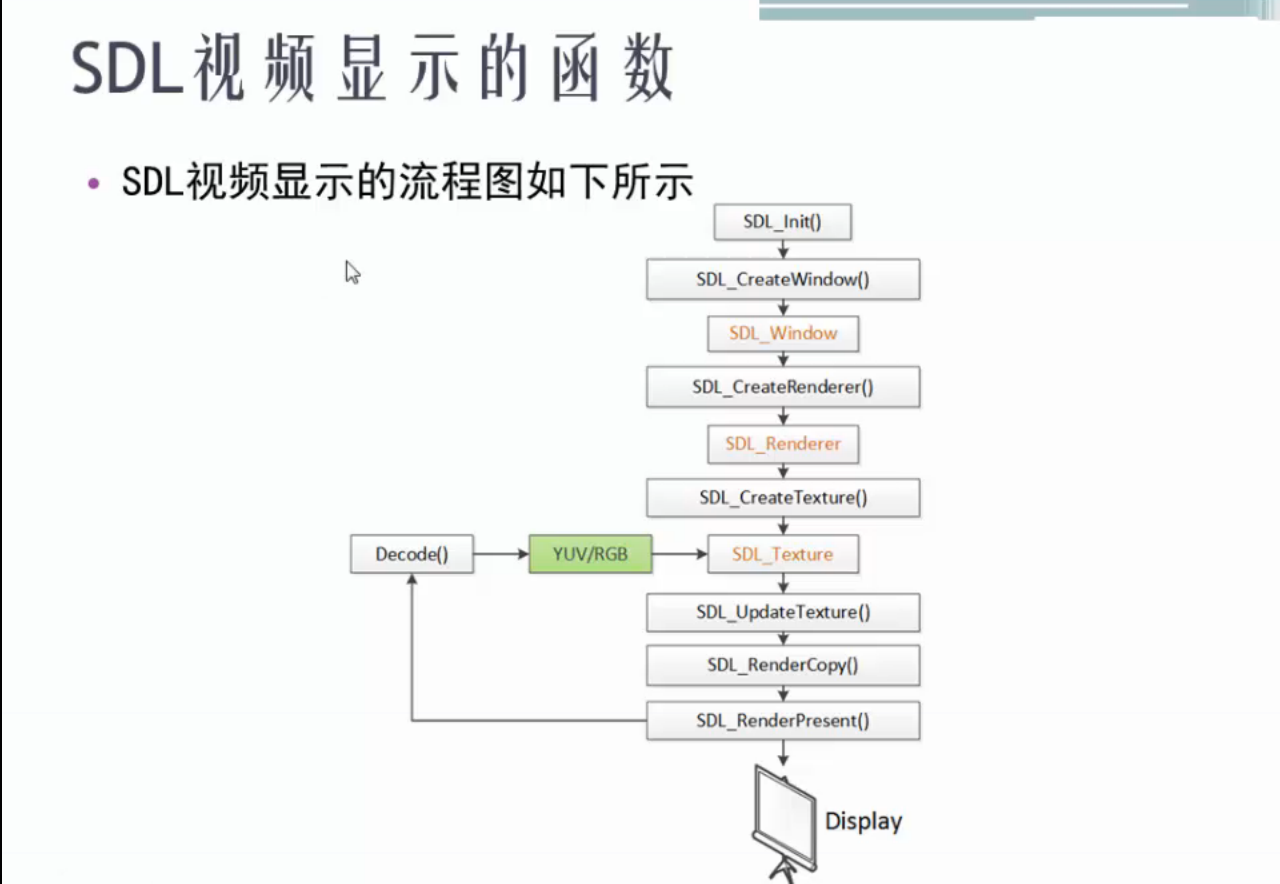 SDL视频显示的函数
• SDL视频显示的流程图如下所示
SDL_Init()
SDL_CreateWindow()
SDL_Window
SDL_CreateRenderer()
SDL_Renderer
SDL_CreateTexture()
Decode()
YUV/RGB
SDL_Texture
SDL_UpdateTexture()
SDL_RenderCopy()
SDL_RenderPresent()
Display